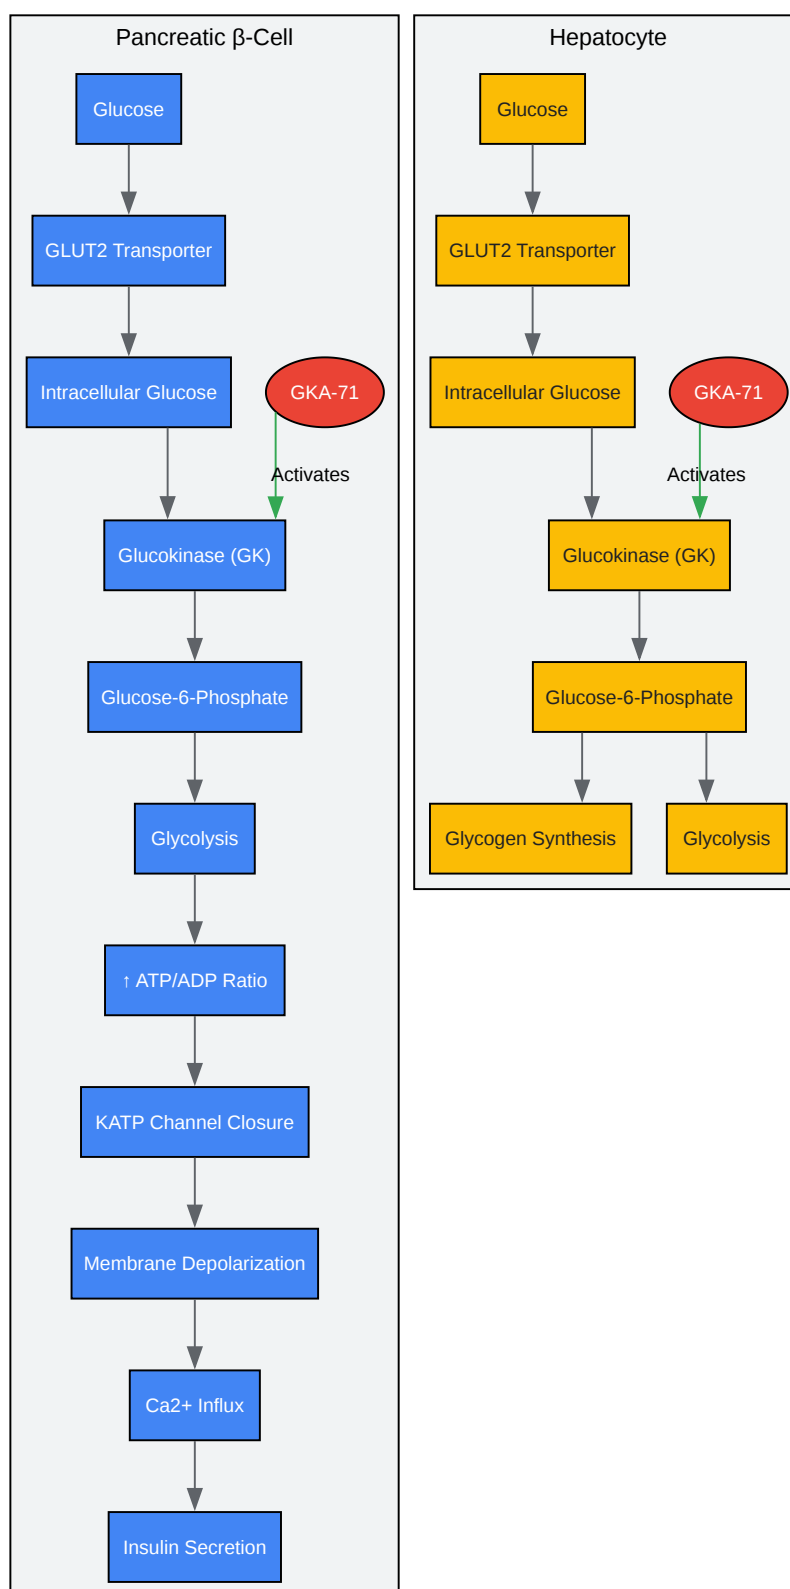 Pancreatic β-Cell
Glucose
GLUT2 Transporter
Intracellular Glucose
GKA-71
Activates
Glucokinase (GK)
Glucose-6-Phosphate
Glycolysis
↑ ATP/ADP Ratio
KATP Channel Closure
Membrane Depolarization
Ca2+ Influx
Insulin Secretion
Hepatocyte
Glucose
GLUT2 Transporter
Intracellular Glucose
GKA-71
Activates
Glucokinase (GK)
Glucose-6-Phosphate
Glycogen Synthesis
Glycolysis